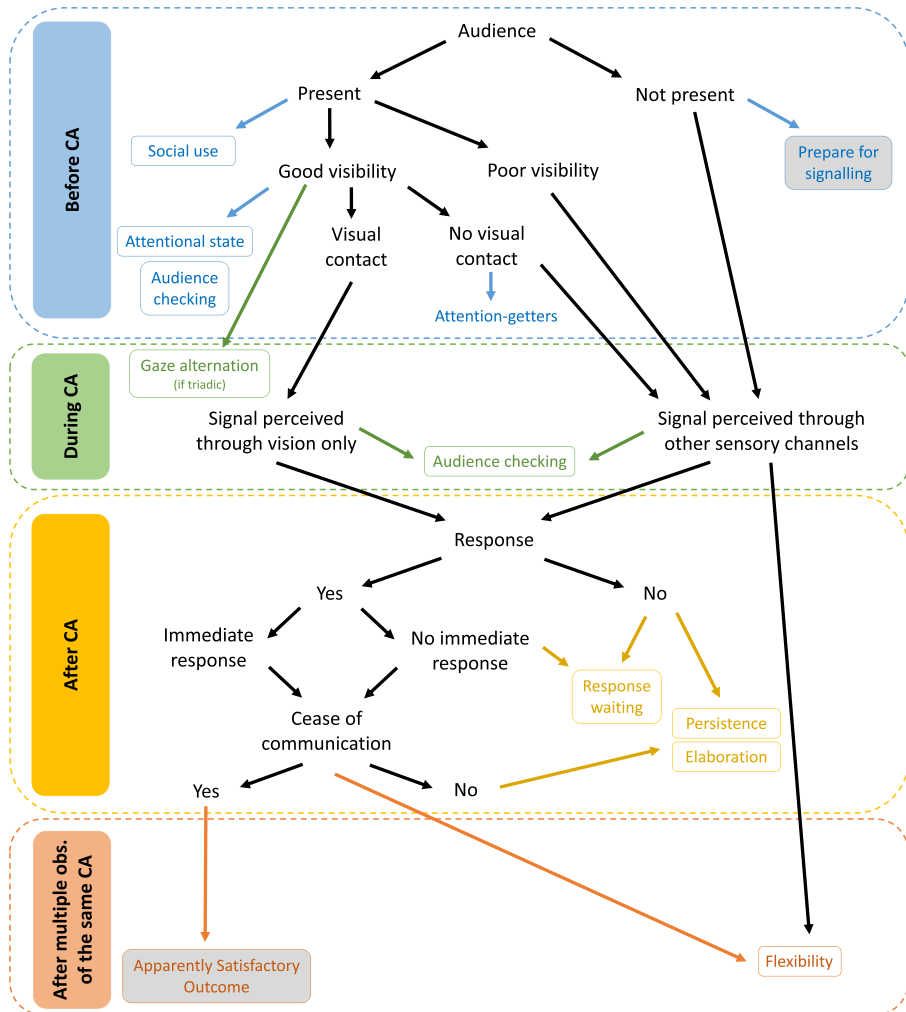 Before CA
Audience
Present
Not present
Social use
Prepare for
signalling
Good visibility
Poor visibility
Attentional state
Visual
contact
No visual
contact
Audience
checking
Attention-getters
During CA
Gaze alternation
(if triadic)
Signal perceived
through vision only
Signal perceived through
other sensory channels
Audience checking
After CA
Response
Yes
No
Immediate
response
No immediate
response
Response
waiting
Persistence
Cease of
communication
Elaboration
Yes
No
After multiple obs.
of the same CA
Apparently Satisfactory
Outcome
Flexibility